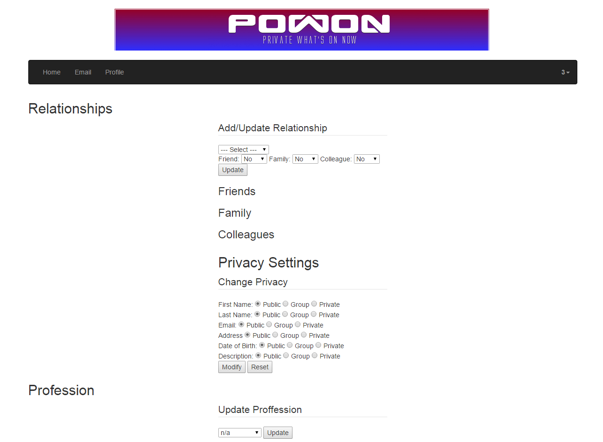 POWON
PRIVATE WHAT'S ON NOW
Home Email Profile 3
Relationships
Add/Update Relationship
--- Select ---
Friend: No Family: No Colleague: No
Update
Friends
Family
Colleagues
Privacy Settings
Change Privacy
First Name: Public Group Private
Last Name: Public Group Private
Email: Public Group Private
Address Public Group Private
Date of Birth: Public Group Private
Description: Public Group Private
Modify Reset
Profession
Update Proffession
n/a Update